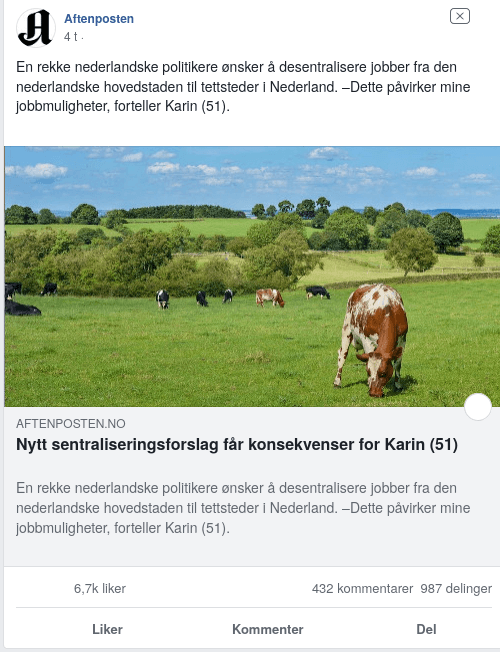 Aftenposten
4 t ·
En rekke nederlandske politikere ønsker å desentralisere jobber fra den
nederlandske hovedstaden til tettsteder i Nederland. –Dette påvirker mine
jobbmuligheter, forteller Karin (51).
AFTENPOSTEN.NO
Nytt sentraliseringsforslag får konsekvenser for Karin (51)
En rekke nederlandske politikere ønsker å desentralisere jobber fra den
nederlandske hovedstaden til tettsteder i Nederland. –Dette påvirker mine
jobbmuligheter, forteller Karin (51).
6,7k liker 432 kommentarer 987 delinger
Liker Kommenter Del